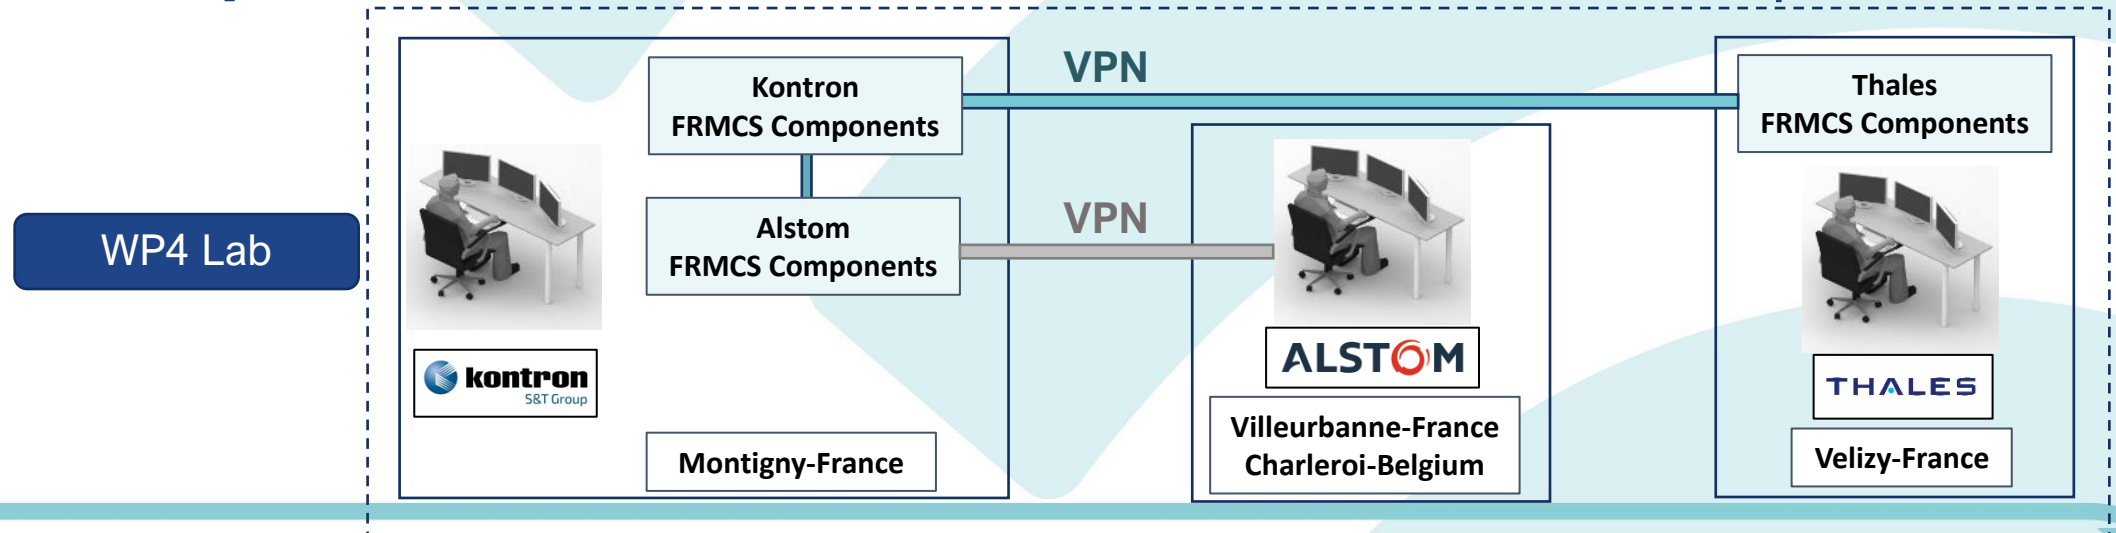 WP4 Lab
Kontron
FRMCS Components
Alstom
FRMCS Components
kontron
S&T Group
Montigny-France
VPN
VPN
ALSTOM
Villeurbanne-France
Charleroi-Belgium
Thales
FRMCS Components
THALES
Velizy-France